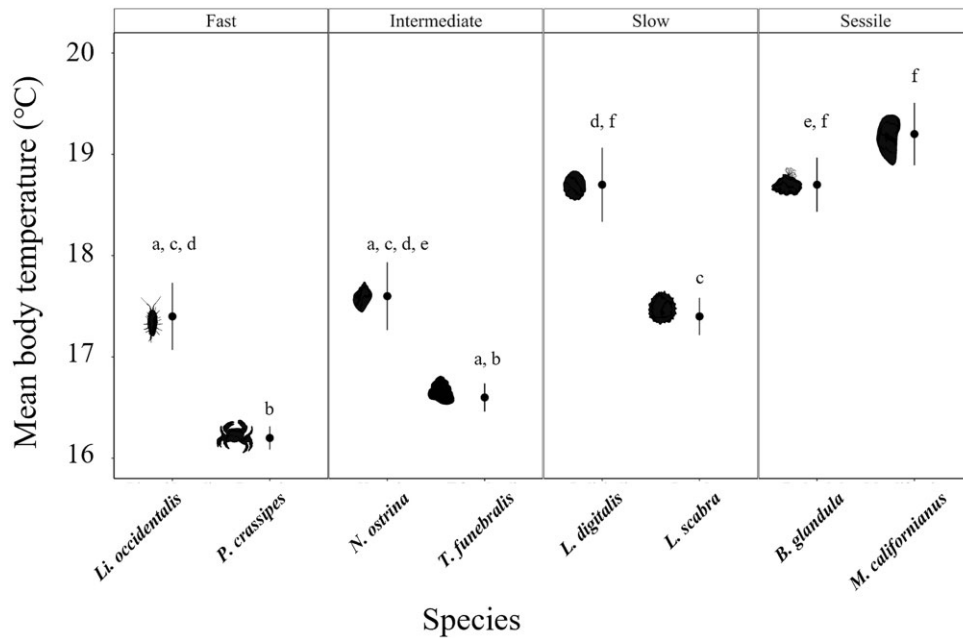 Fast Intermediate Slow Sessile
Mean body temperature (°C)
20
19
18
17
16
a, c, d
b
a, c, d, e
a, b
d, f
c
e, f
f
Li. occidentalis
P. crassipes
N. ostrina
T. funebralis
L. digitalis
L. scabra
B. glandula
M. californianus
Species